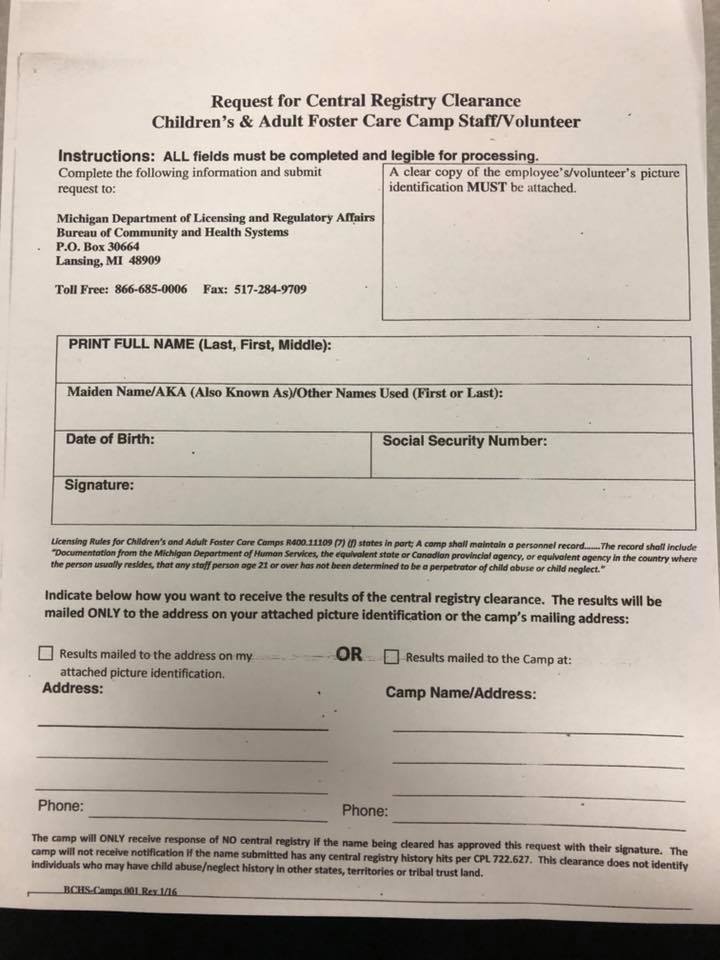 Request for Central Registry Clearance
Children's & Adult Foster Care Camp Staff/Volunteer
Instructions: ALL fields must be completed and legible for processing.
Complete the following information and submit
request to:
Michigan Department of Licensing and Regulatory Affairs
Bureau of Community and Health Systems
P.O. Box 30664
Lansing, MI 48909
Toll Free: 866-685-0006 Fax: 517-284-9709
A clear copy of the employee's/volunteer's picture
identification MUST be attached.
PRINT FULL NAME (Last, First, Middle):
Maiden Name/AKA (Also Known As)/Other Names Used (First or Last):
Date of Birth:
Social Security Number:
Signature:
Licensing Rules for Children's and Adult Foster Care Camps R400.11109 (7) (f) states in part; A camp shall maintain a personnel record.......The record shall include
"Documentation from the Michigan Department of Human Services, the equivalent state or Canadian provincial agency, or equivalent agency in the country where
the person usually resides, that any staff person age 21 or over has not been determined to be a perpetrator of child abuse or child neglect."
Indicate below how you want to receive the results of the central registry clearance. The results will be
mailed ONLY to the address on your attached picture identification or the camp's mailing address:
Results mailed to the address on my
attached picture identification.
OR
Results mailed to the Camp at:
Address:
Camp Name/Address:
Phone:
Phone:
The camp will ONLY receive response of NO central registry if the name being cleared has approved this request with their signature. The
camp will not receive notification if the name submitted has any central registry history hits per CPL 722.627. This clearance does not identify
individuals who may have child abuse/neglect history in other states, territories or tribal trust land.
BCHS-Camps 001 Rev 1/16